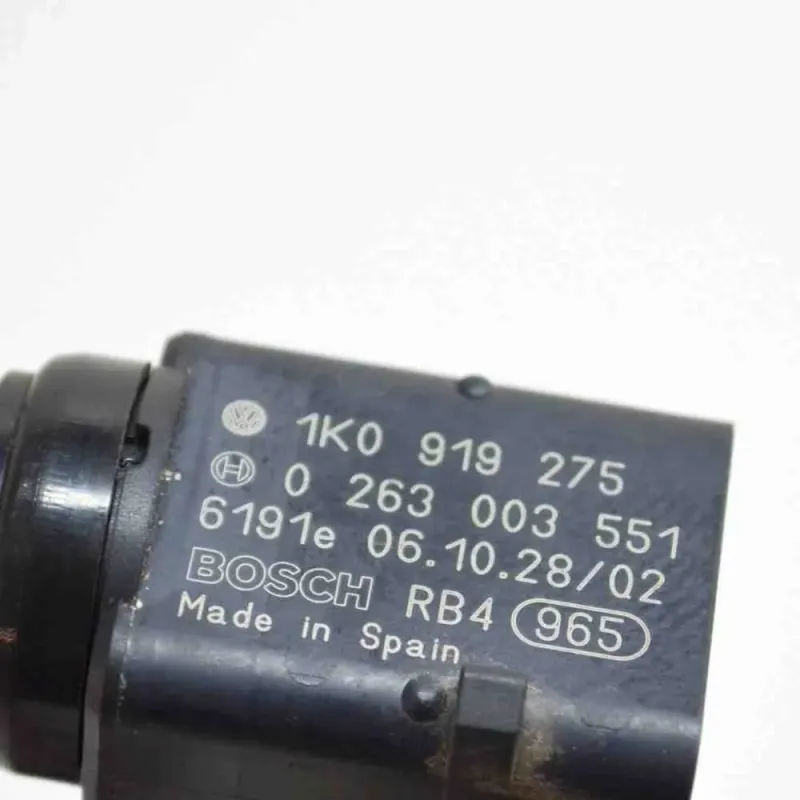 1K0 919 275
0 263 003 551
6191e 06.10.28/02
BOSCH RB4 965
Made in Spain